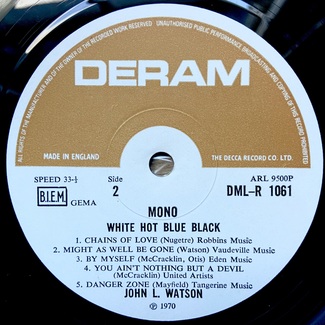 ALL RIGHTS OF THE MANUFACTURER AND OF THE OWNER OF THE RECORDED WORK RESERVED UNAUTHORISED PUBLIC PERFORMANCE BROADCASTING AND COPYING OF THIS RECORD PROHIBITED
DERAM
MADE IN ENGLAND
THE DECCA RECORD CO. LTD.
SPEED 33⅓
Side
2
ARL 9500P
DML-R 1061
B.I.E.M.
GEMA
MONO
WHITE HOT BLUE BLACK
1. CHAINS OF LOVE (Nugetre) Robbins Music
2. MIGHT AS WELL BE GONE (Watson) Vaudeville Music
3. BY MYSELF (McCracklin, Otis) Eden Music
4. YOU AIN'T NOTHING BUT A DEVIL
(McCracklin) United Artists
5. DANGER ZONE (Mayfield) Tangerine Music
JOHN L. WATSON
℗ 1970